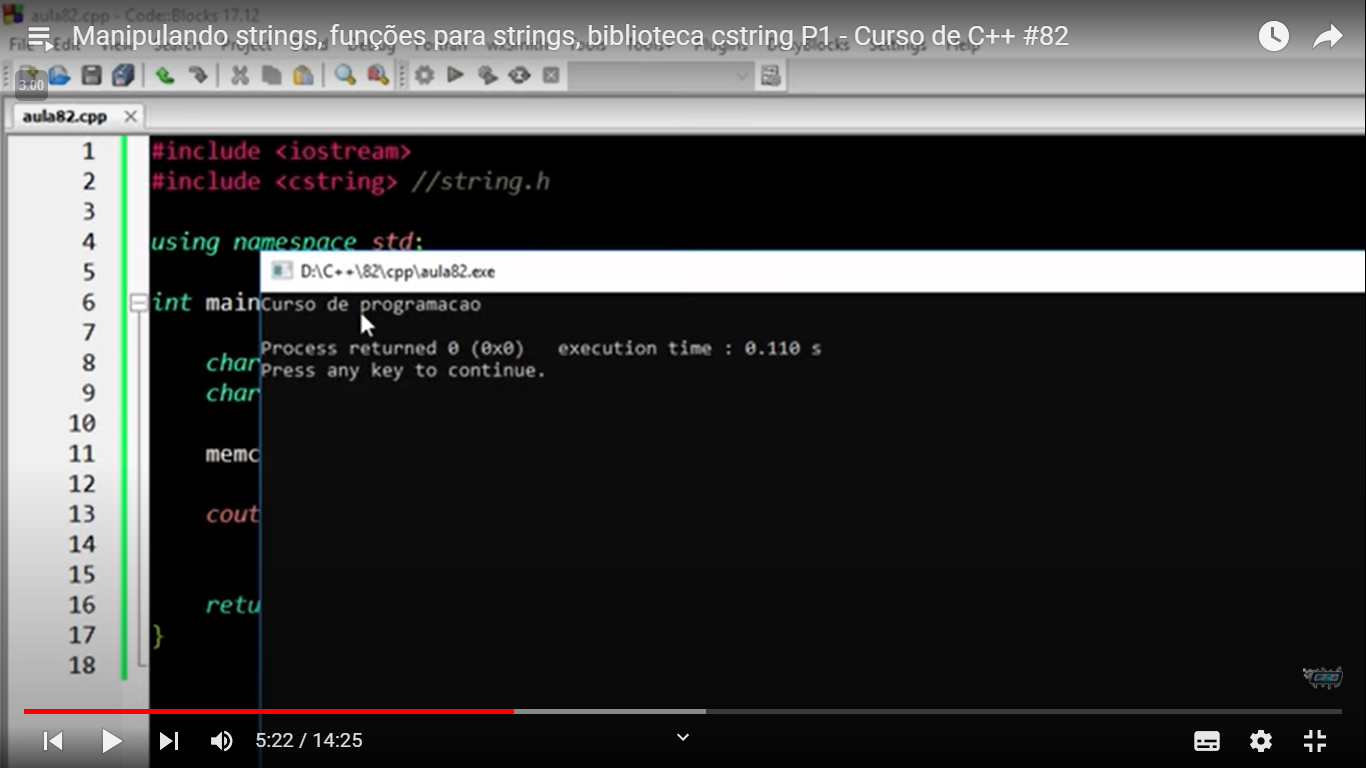 aula82.cpp - Code::Blocks 17.12
Manipulando strings, funções para strings, biblioteca cstring P1 - Curso de C++ #82
3.00
aula82.cpp
1 #include <iostream>
2 #include <cstring> //string.h
3
4 using namespace std;
5
D:\C++\82\cpp\aula82.exe
6 int main
Curso de programacao
7
Process returned 0 (0x0) execution time : 0.110 s
8 char
Press any key to continue.
9 char
10
11 memc
12
13 cout
14
15
16 retu
17 }
18
5:22 / 14:25